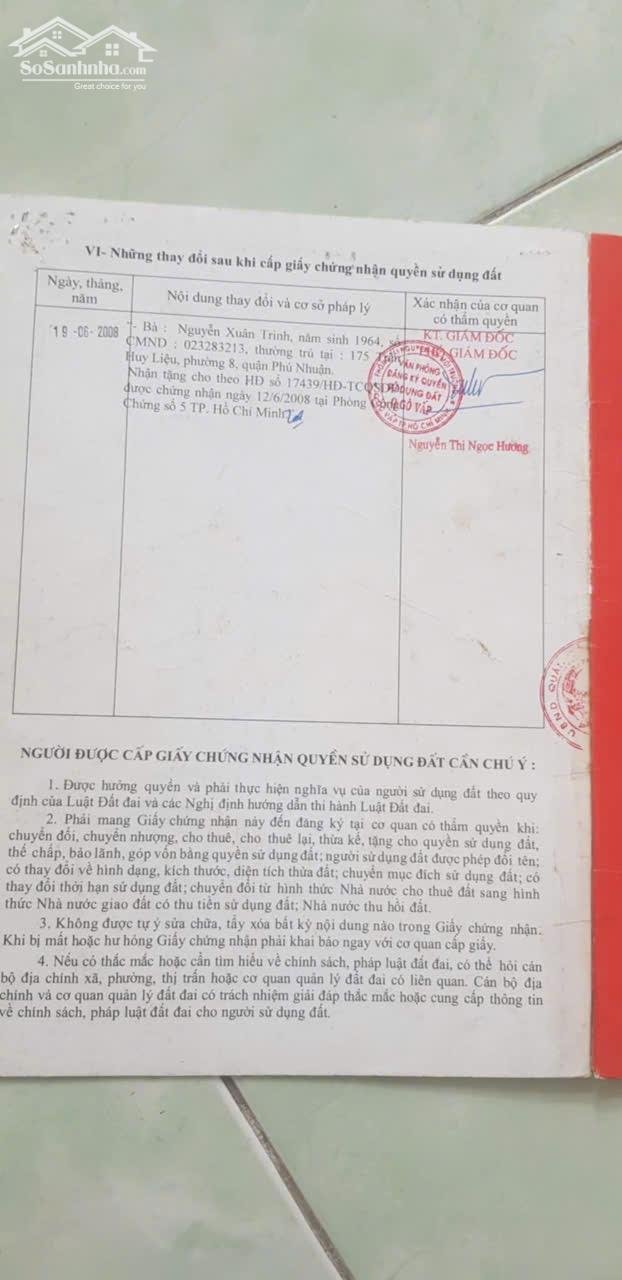 SoSanhnha.com
Great choice for you
VI- Những thay đổi sau khi cấp giấy chứng nhận quyền sử dụng đất
Ngày, tháng, năm
Nội dung thay đổi và cơ sở pháp lý
Xác nhận của cơ quan có thẩm quyền
19 -06- 2008
- Bà : Nguyễn Xuân Trinh, năm sinh 1964, số
CMND : 023283213, thường trú tại : 175 Trần
Huy Liệu, phường 8, quận Phú Nhuận.
Nhận tặng cho theo HĐ số 17439/HĐ-TCQSDĐ
được chứng nhận ngày 12/6/2008 tại Phòng Công
Chứng số 5 TP. Hồ Chí Minh
KT. GIÁM ĐỐC
GIÁM ĐỐC
VĂN PHÒNG
ĐĂNG KÝ QUYỀN
SỬ DỤNG ĐẤT
Q GÒ VẤP
Nguyễn Thị Ngọc Hương
UBND QUẬN
NGƯỜI ĐƯỢC CẤP GIẤY CHỨNG NHẬN QUYỀN SỬ DỤNG ĐẤT CẦN CHÚ Ý :
1. Được hưởng quyền và phải thực hiện nghĩa vụ của người sử dụng đất theo quy
định của Luật Đất đai và các Nghị định hướng dẫn thi hành Luật Đất đai.
2. Phải mang Giấy chứng nhận này đến đăng ký tại cơ quan có thẩm quyền khi:
chuyển đổi, chuyển nhượng, cho thuê, cho thuê lại, thừa kế, tặng cho quyền sử dụng đất,
thế chấp, bảo lãnh, góp vốn bằng quyền sử dụng đất; người sử dụng đất được phép đổi tên;
có thay đổi về hình dạng, kích thước, diện tích thửa đất; chuyển mục đích sử dụng đất; có
thay đổi thời hạn sử dụng đất; chuyển đổi từ hình thức Nhà nước cho thuê đất sang hình
thức Nhà nước giao đất có thu tiền sử dụng đất; Nhà nước thu hồi đất.
3. Không được tự ý sửa chữa, tẩy xóa bất kỳ nội dung nào trong Giấy chứng nhận.
Khi bị mất hoặc hư hỏng Giấy chứng nhận phải khai báo ngay với cơ quan cấp giấy.
4. Nếu có thắc mắc hoặc cần tìm hiểu về chính sách, pháp luật đất đai, có thể hỏi cán
bộ địa chính xã, phường, thị trấn hoặc cơ quan quản lý đất đai có liên quan. Cán bộ địa
chính và cơ quan quản lý đất đai có trách nhiệm giải đáp thắc mắc hoặc cung cấp thông tin
về chính sách, pháp luật đất đai cho người sử dụng đất.